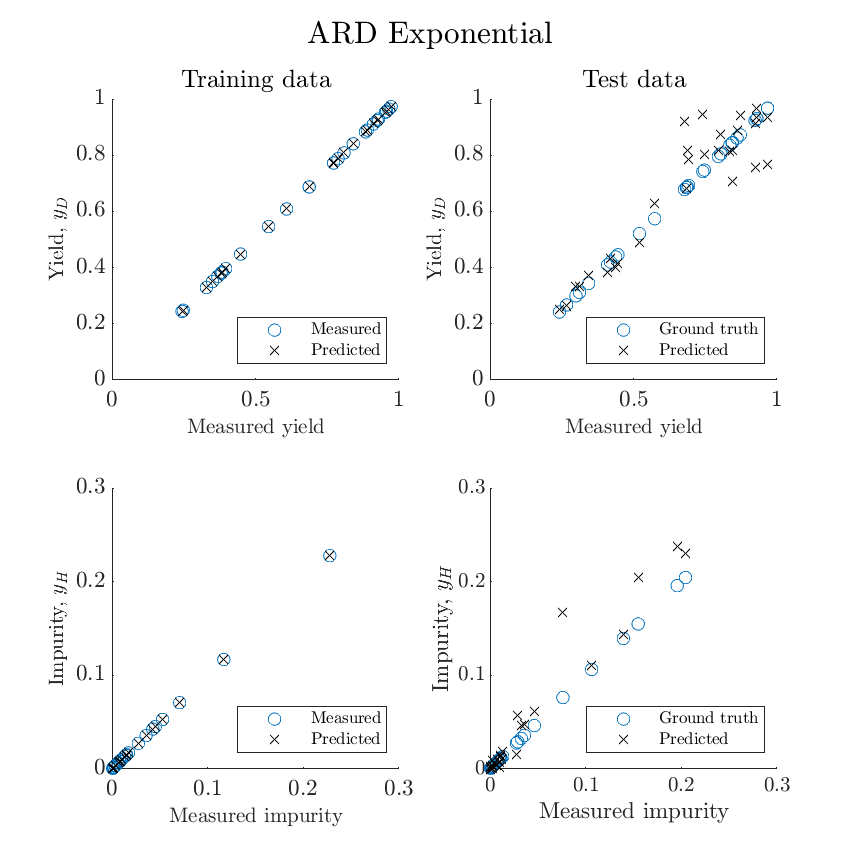 ARD Exponential
Training data
Test data
1
0.8
0.6
0.4
0.2
0
Yield, y_D
Measured
Predicted
0
0.5
1
Measured yield
1
0.8
0.6
0.4
0.2
0
Yield, y_D
Ground truth
Predicted
0
0.5
1
Measured yield
0.3
0.2
0.1
0
Impurity, y_H
Measured
Predicted
0
0.1
0.2
0.3
Measured impurity
0.3
0.2
0.1
0
Impurity, y_H
Ground truth
Predicted
0
0.1
0.2
0.3
Measured impurity